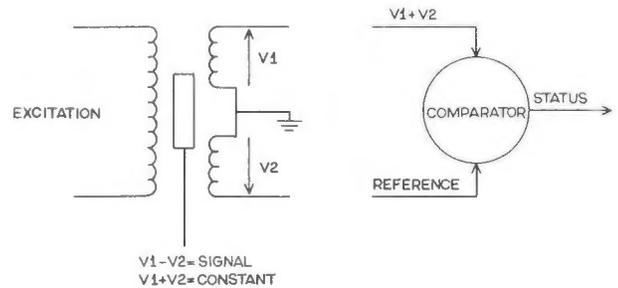 V1+V2
V1
EXCITATION
COMPARATOR
STATUS
V2
REFERENCE
V1-V2= SIGNAL
V1+V2= CONSTANT